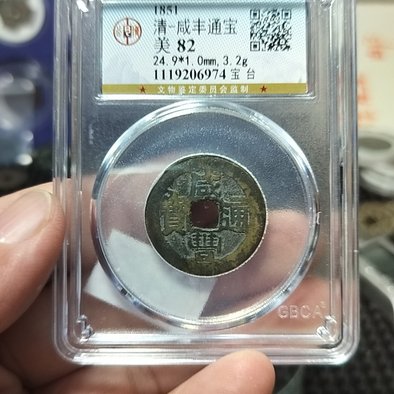 1851
清-咸丰通宝
美 82
24.9*1.0mm,3.2g
1119206974 宝 台
★ 文物鉴定委员会监制 ★
咸
寶 通
豐
GBCA